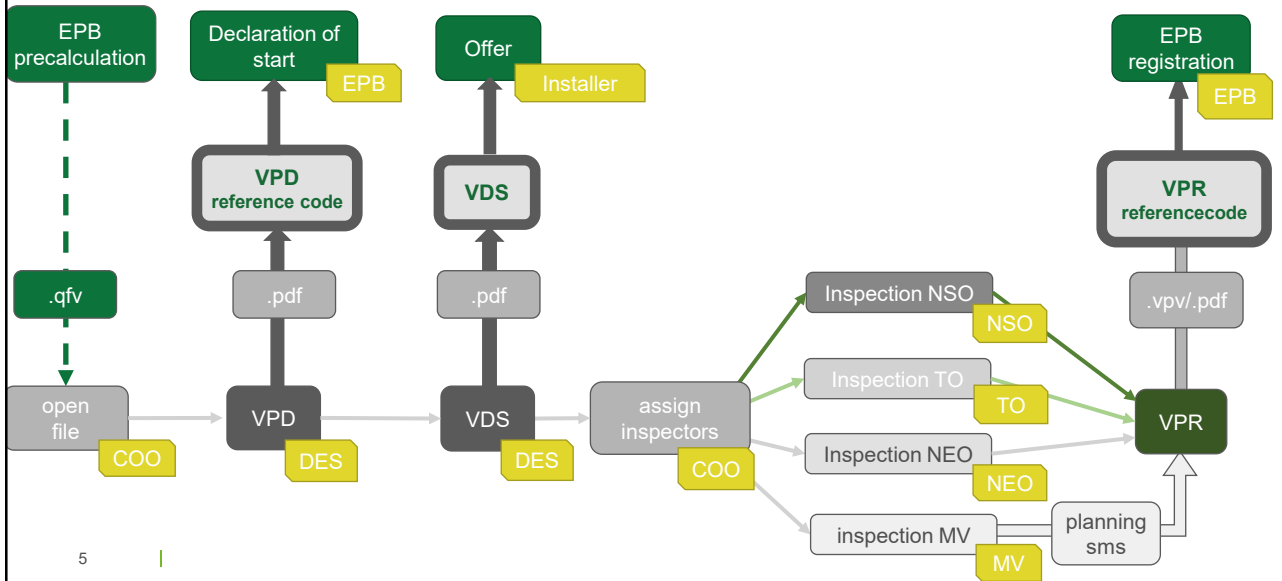 EPB
precalculation
Declaration of
start
EPB
Offer
Installer
EPB
registration
EPB
VPD
reference code
VDS
VPR
referencecode
.qfv
.pdf
.pdf
Inspection NSO
NSO
.vpv/.pdf
open
file
COO
VPD
DES
VDS
DES
assign
inspectors
COO
Inspection TO
TO
VPR
Inspection NEO
NEO
inspection MV
MV
planning
sms
5